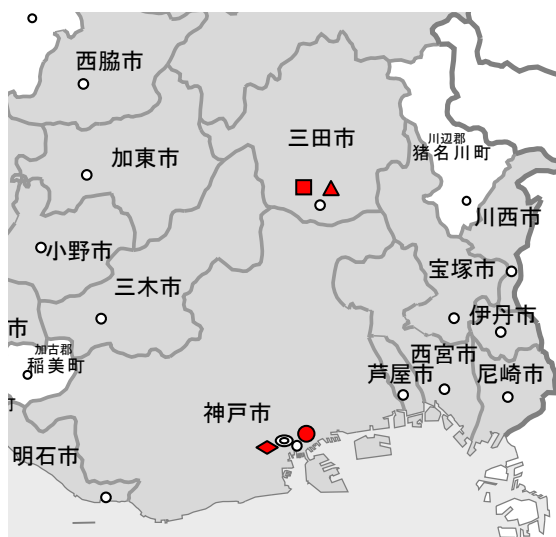 西脇市
三田市
加東市
川辺郡
猪名川町
川西市
小野市
宝塚市
三木市
伊丹市
市
加古郡
稲美町
西宮市
芦屋市
尼崎市
神戸市
明石市